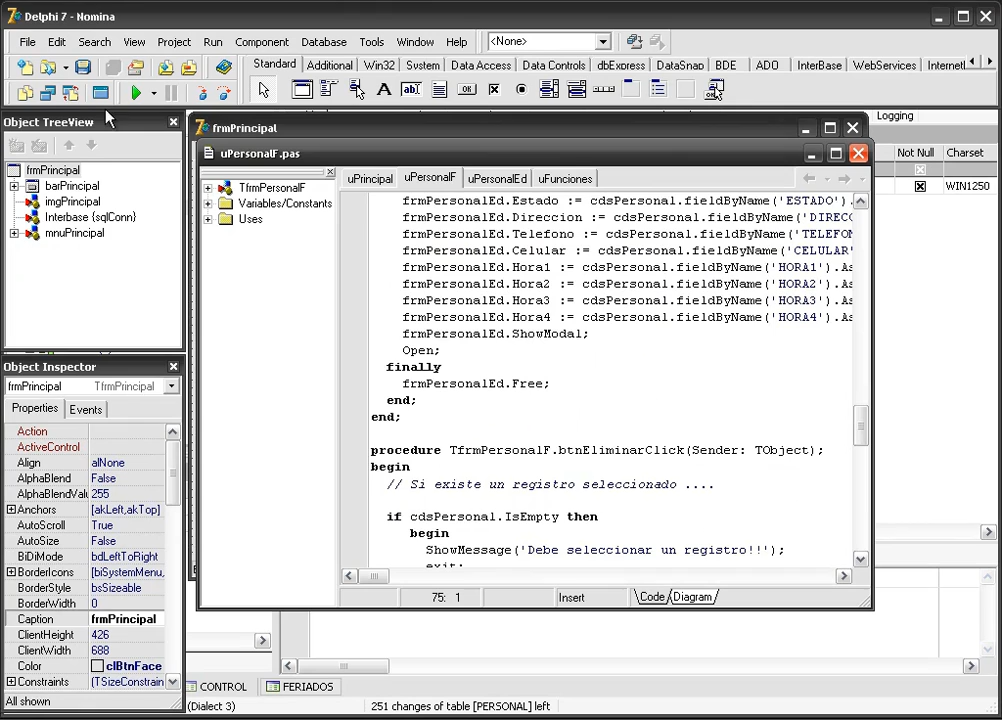 Delphi 7 - Nomina
File Edit Search View Project Run Component Database Tools Window Help <None>
Standard Additional Win32 System Data Access Data Controls dbExpress DataSnap BDE ADO InterBase WebServices InternetE
Object TreeView
frmPrincipal
barPrincipal
imgPrincipal
Interbase {sqlConn}
mnuPrincipal
Object Inspector
frmPrincipal TfrmPrincipal
Properties Events
Action
ActiveControl
Align alNone
AlphaBlend False
AlphaBlendValu 255
Anchors [akLeft,akTop]
AutoScroll True
AutoSize False
BiDiMode bdLeftToRight
BorderIcons [biSystemMenu,
BorderStyle bsSizeable
BorderWidth 0
Caption frmPrincipal
ClientHeight 426
ClientWidth 688
Color clBtnFace
Constraints (TSizeConstrain
All shown
frmPrincipal
uPersonalF.pas
TfrmPersonalF
Variables/Constants
Uses
uPrincipal uPersonalF uPersonalEd uFunciones
frmPersonalEd.Estado := cdsPersonal.fieldByName('ESTADO').
frmPersonalEd.Direccion := cdsPersonal.fieldByName('DIRECC
frmPersonalEd.Telefono := cdsPersonal.fieldByName('TELEFON
frmPersonalEd.Celular := cdsPersonal.fieldByName('CELULAR'
frmPersonalEd.Hora1 := cdsPersonal.fieldByName('HORA1').As
frmPersonalEd.Hora2 := cdsPersonal.fieldByName('HORA2').As
frmPersonalEd.Hora3 := cdsPersonal.fieldByName('HORA3').As
frmPersonalEd.Hora4 := cdsPersonal.fieldByName('HORA4').As
frmPersonalEd.ShowModal;
Open;
finally
frmPersonalEd.Free;
end;
end;
procedure TfrmPersonalF.btnEliminarClick(Sender: TObject);
begin
// Si existe un registro seleccionado ....
if cdsPersonal.IsEmpty then
begin
ShowMessage('Debe seleccionar un registro!!');
exit;
75: 1 Insert Code Diagram
Logging
Not Null Charset
WIN1250
CONTROL FERIADOS
(Dialect 3) 251 changes of table [PERSONAL] left